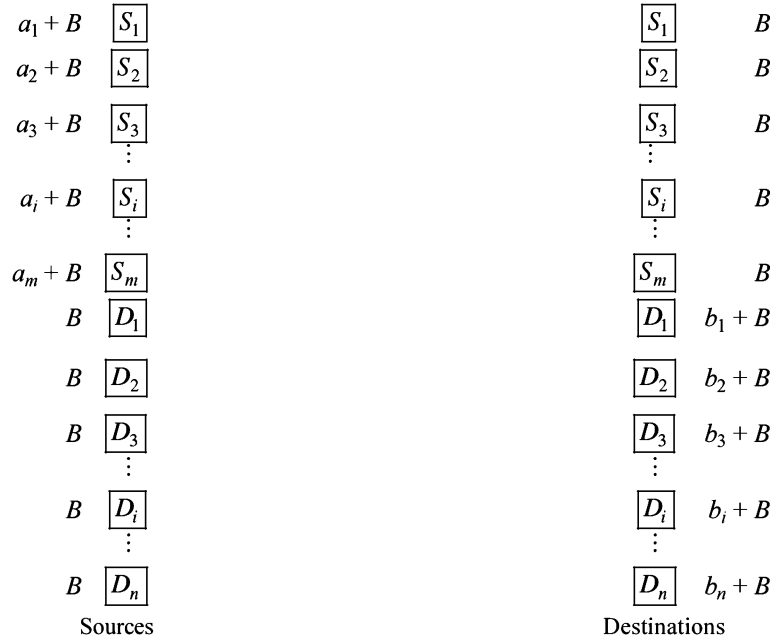 a₁ + B S₁ S₁ B
a₂ + B S₂ S₂ B
a₃ + B S₃ S₃ B
⋮ ⋮
aᵢ + B Sᵢ Sᵢ B
⋮ ⋮
aₘ + B Sₘ Sₘ B
B D₁ D₁ b₁ + B
B D₂ D₂ b₂ + B
B D₃ D₃ b₃ + B
⋮ ⋮
B Dᵢ Dᵢ bᵢ + B
⋮ ⋮
B Dₙ Dₙ bₙ + B
Sources Destinations